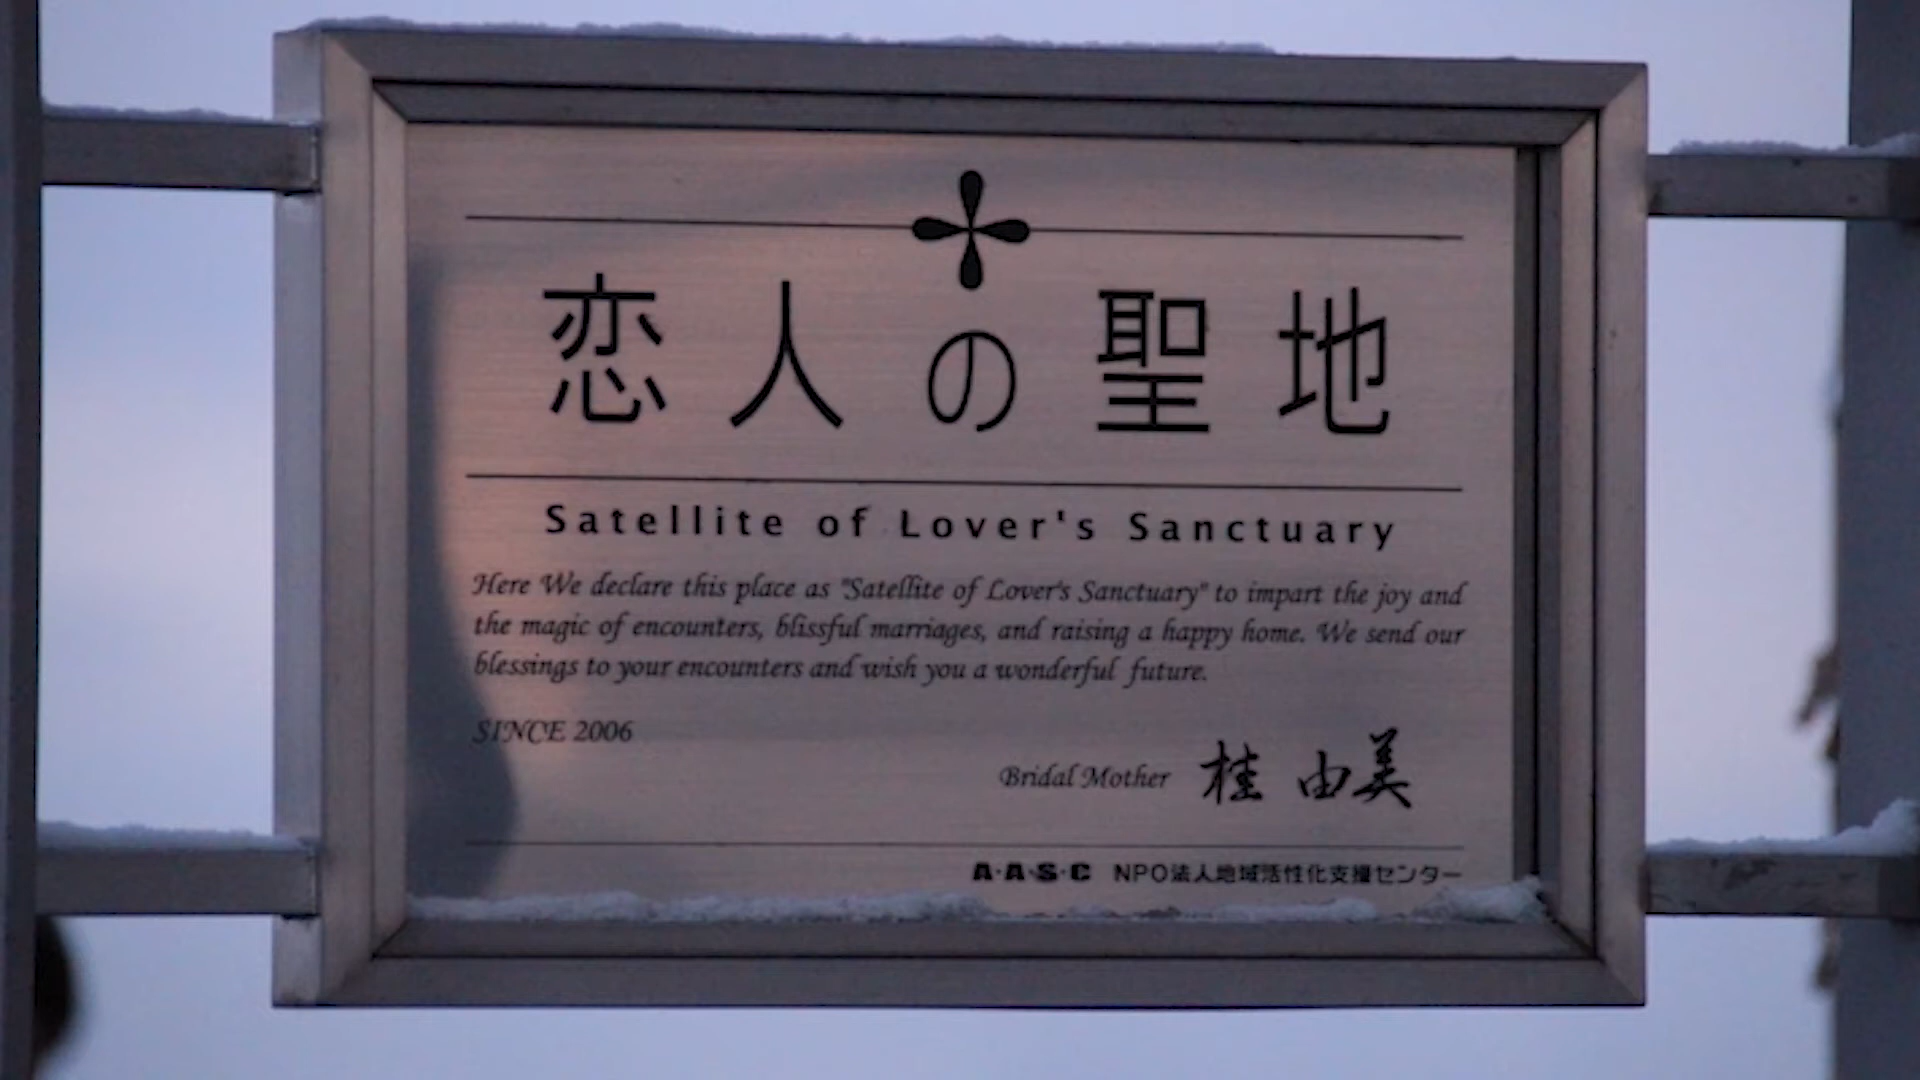 恋人の聖地
Satellite of Lover's Sanctuary
Here We declare this place as "Satellite of Lover's Sanctuary" to impart the joy and
the magic of encounters, blissful marriages, and raising a happy home. We send our
blessings to your encounters and wish you a wonderful future.
SINCE 2006
Bridal Mother 桂 由美
A・A・S・C NPO法人地域活性化支援センター